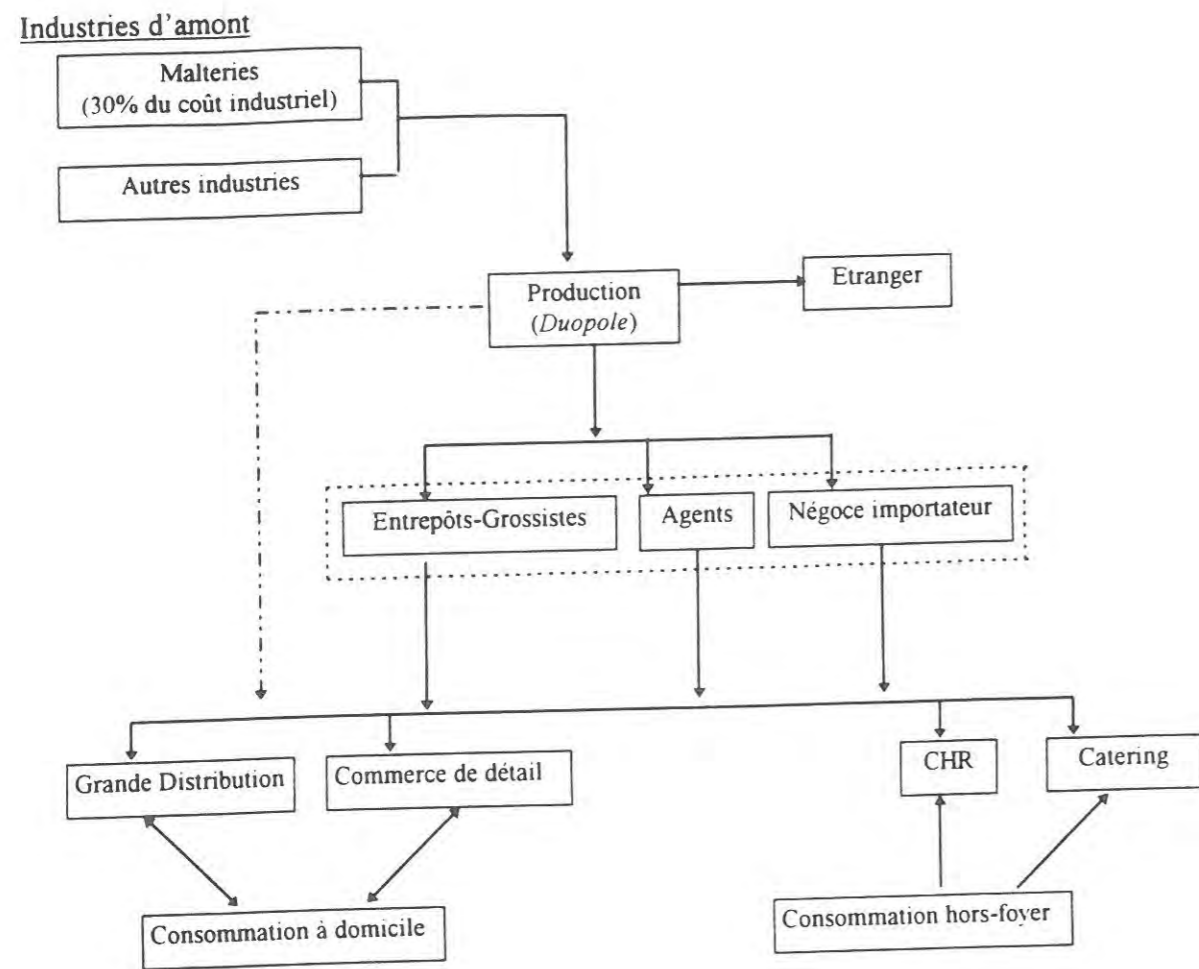 Industries d'amont
Malteries
(30% du coût industriel)
Autres industries
Production
(Duopole)
Etranger
Entrepôts-Grossistes
Agents
Négoce importateur
Grande Distribution
Commerce de détail
CHR
Catering
Consommation à domicile
Consommation hors-foyer